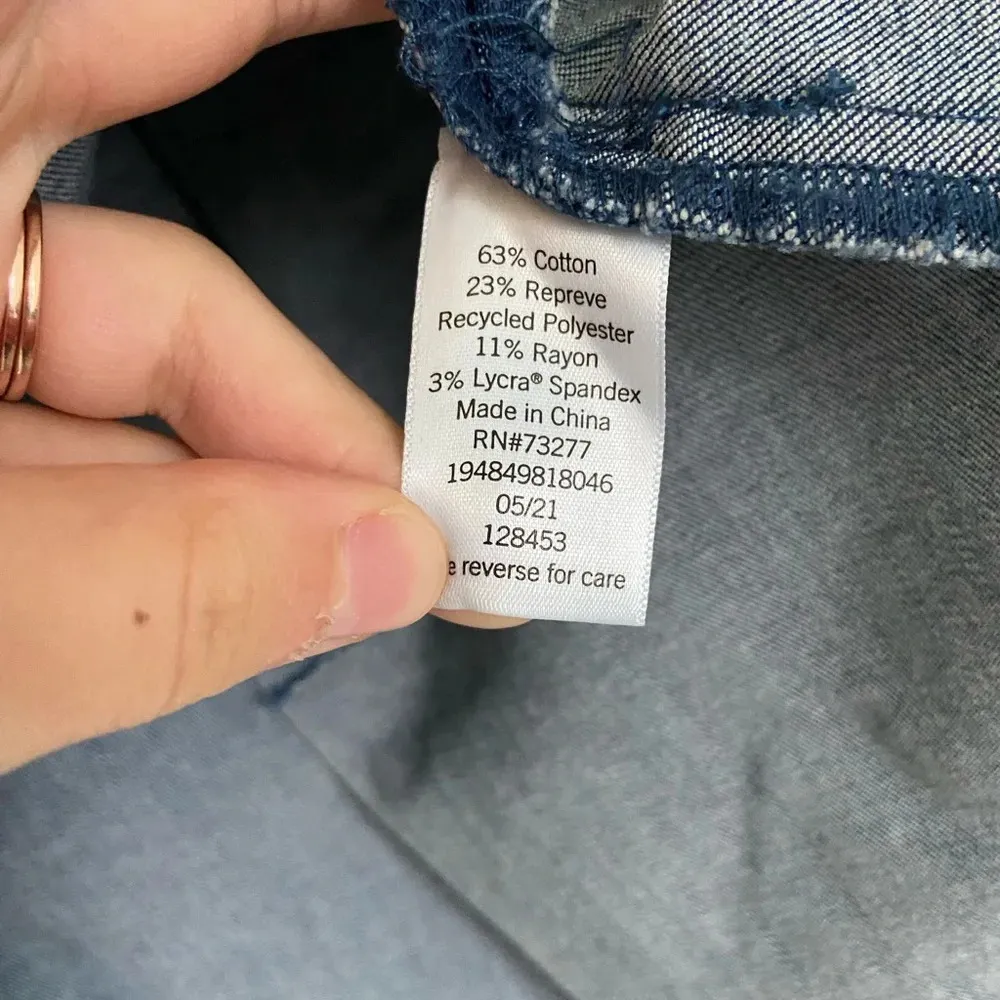 63% Cotton
23% Repreve
Recycled Polyester
11% Rayon
3% Lycra® Spandex
Made in China
RN#73277
194849818046
05/21
128453
e reverse for care